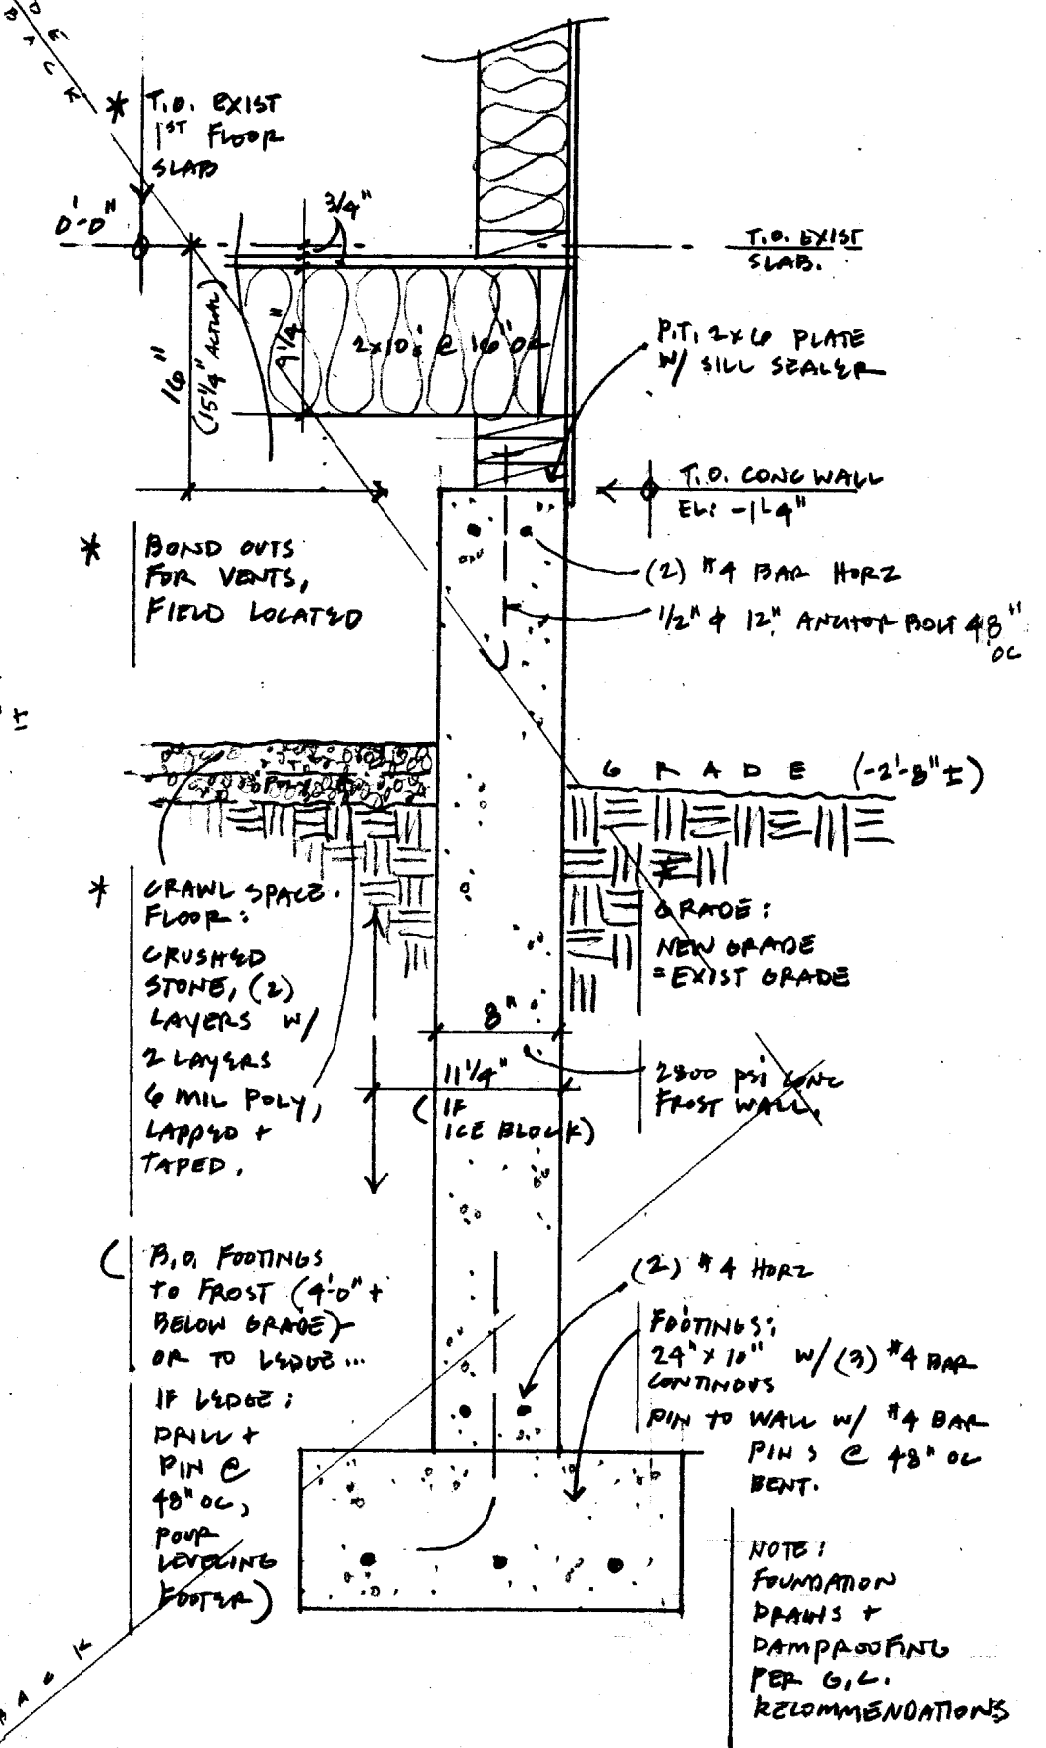 BACK
* T.O. EXIST
1ST FLOOR
SLAB
0'-0"
3/4"
T.O. EXIST
SLAB.
16"
(15 1/4" ACTUAL)
9 1/4"
2x10's @ 16" OC
P.T. 2x6 PLATE
W/ SILL SEALER
T.O. CONC WALL
EL: -1'-4"
* BOND OUTS
FOR VENTS,
FIELD LOCATED
(2) #4 BAR HORZ
1/2" ϕ 12" ANCHOR BOLT 48"
OC
±
GRADE (-2'-8" ±)
POLY
* CRAWL SPACE
FLOOR:
CRUSHED
STONE, (2)
LAYERS W/
2 LAYERS
6 MIL POLY,
LAPPED +
TAPED.
GRADE:
NEW GRADE
=EXIST GRADE
8"
11 1/4"
(IF
ICE BLOCK)
2800 psi CONC
FROST WALL.
(B.O. FOOTINGS
TO FROST (4'-0" +
BELOW GRADE)-
OR TO LEDGE...
IF LEDGE:
DRILL +
PIN @
48" OC,
POUR
LEVELING
FOOTER)
(2) #4 HORZ
FOOTINGS:
24" x 10" W/ (3) #4 BAR
CONTINOUS
PIN TO WALL W/ #4 BAR
PINS @ 48" OC
BENT.
NOTE:
FOUNDATION
DRAINS +
DAMPROOFING
PER G.C.
RECOMMENDATIONS
BACK